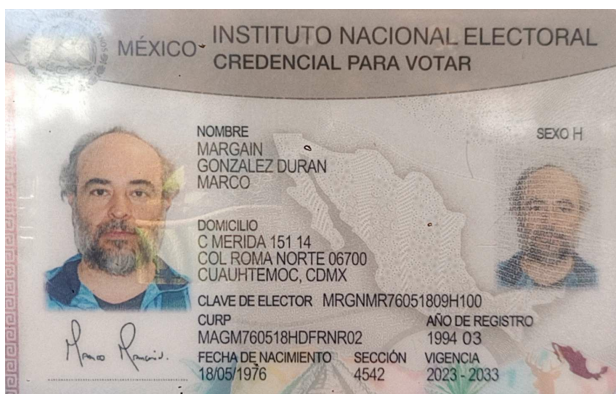 MÉXICO INSTITUTO NACIONAL ELECTORAL
CREDENCIAL PARA VOTAR
NOMBRE
MARGAIN
GONZALEZ DURAN
MARCO
SEXO H
DOMICILIO
C MERIDA 151 14
COL ROMA NORTE 06700
CUAUHTEMOC, CDMX
CLAVE DE ELECTOR MRGNMR76051809H100
CURP
MAGM760518HDFRNR02
AÑO DE REGISTRO
1994 03
FECHA DE NACIMIENTO
18/05/1976
SECCIÓN
4542
VIGENCIA
2023 - 2033